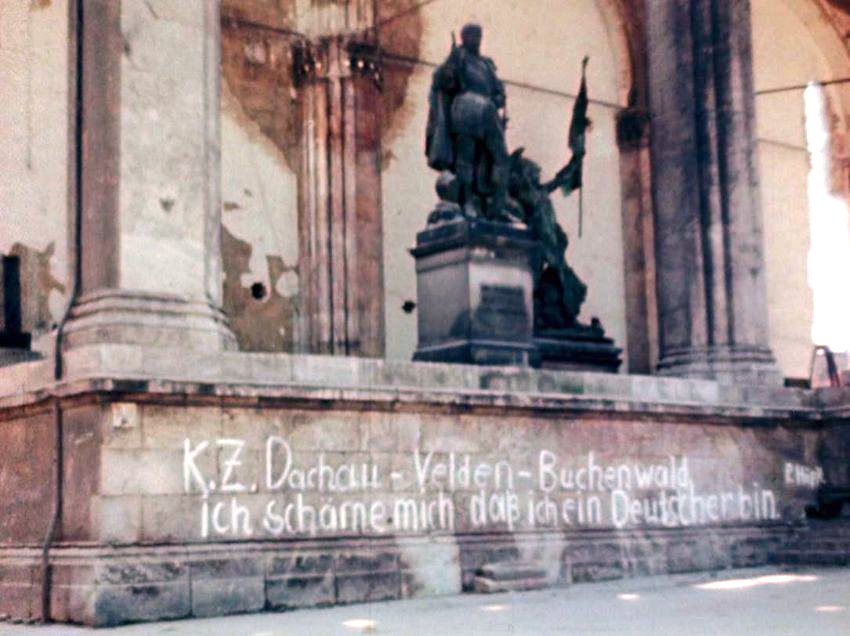 K.Z. Dachau - Velden - Buchenwald,
ich schäme mich daß ich ein Deutscher bin.